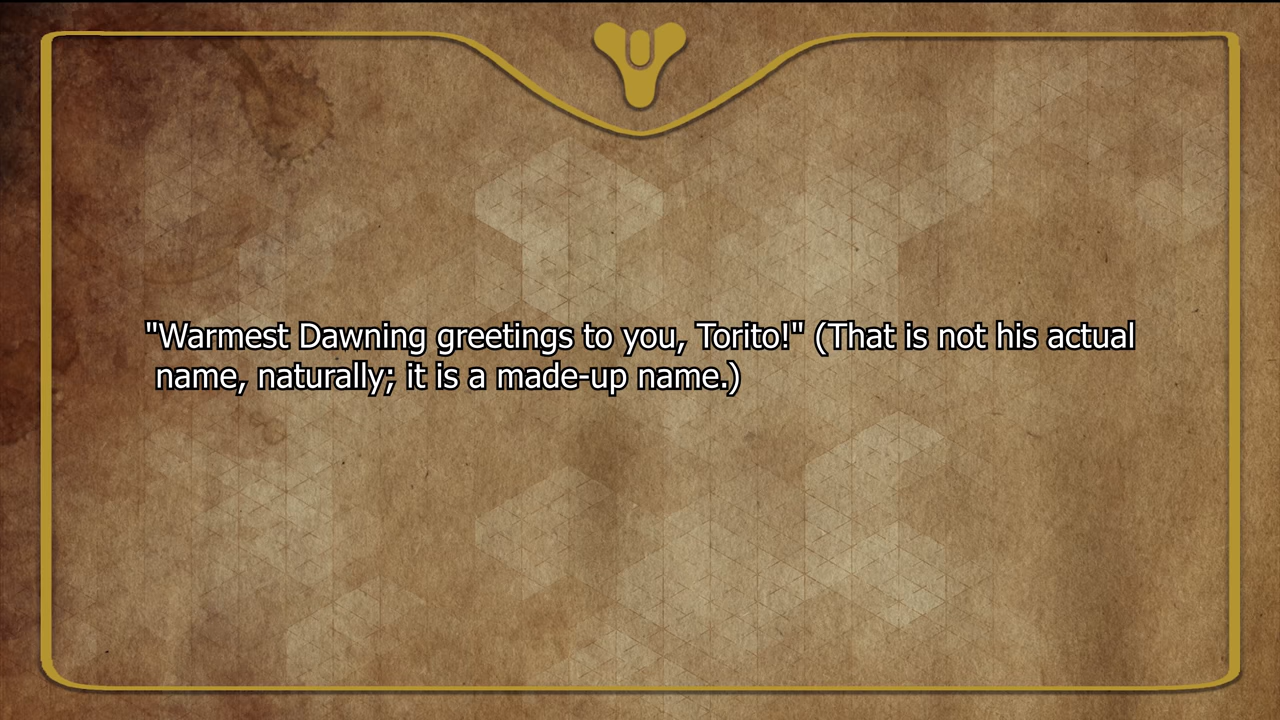 "Warmest Dawning greetings to you, Torito!" (That is not his actual
name, naturally; it is a made-up name.)